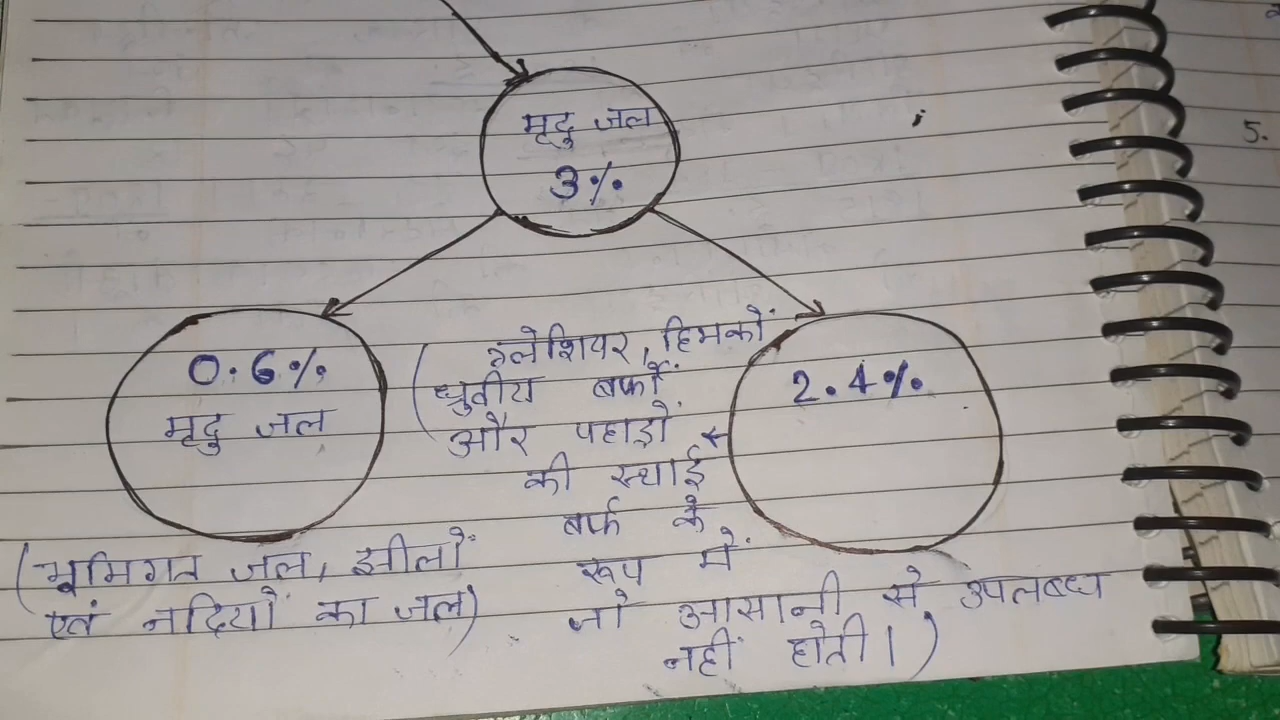 मृदु जल
3%
0.6%
मृदु जल
(भूमिगत जल, झीलों
एवं नदियों का जल)
2.4%
(ग्लेशियर, हिमकों
ध्रुवीय बर्फों
और पहाड़ों
की स्थाई
बर्फ के
रूप में
जो आसानी से उपलब्ध
नहीं होती।)
5.